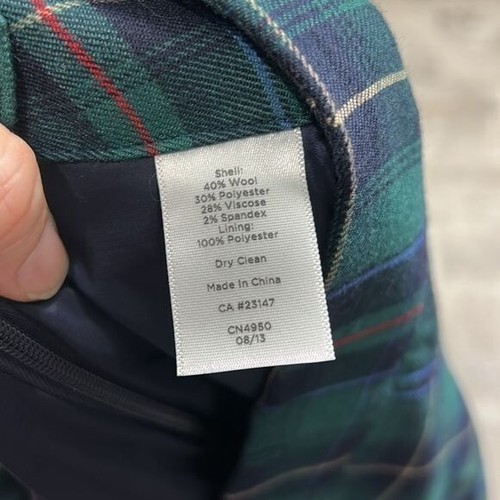 Shell:
40% Wool
30% Polyester
28% Viscose
2% Spandex
Lining:
100% Polyester
Dry Clean
Made in China
CA #23147
CN4950
08/13